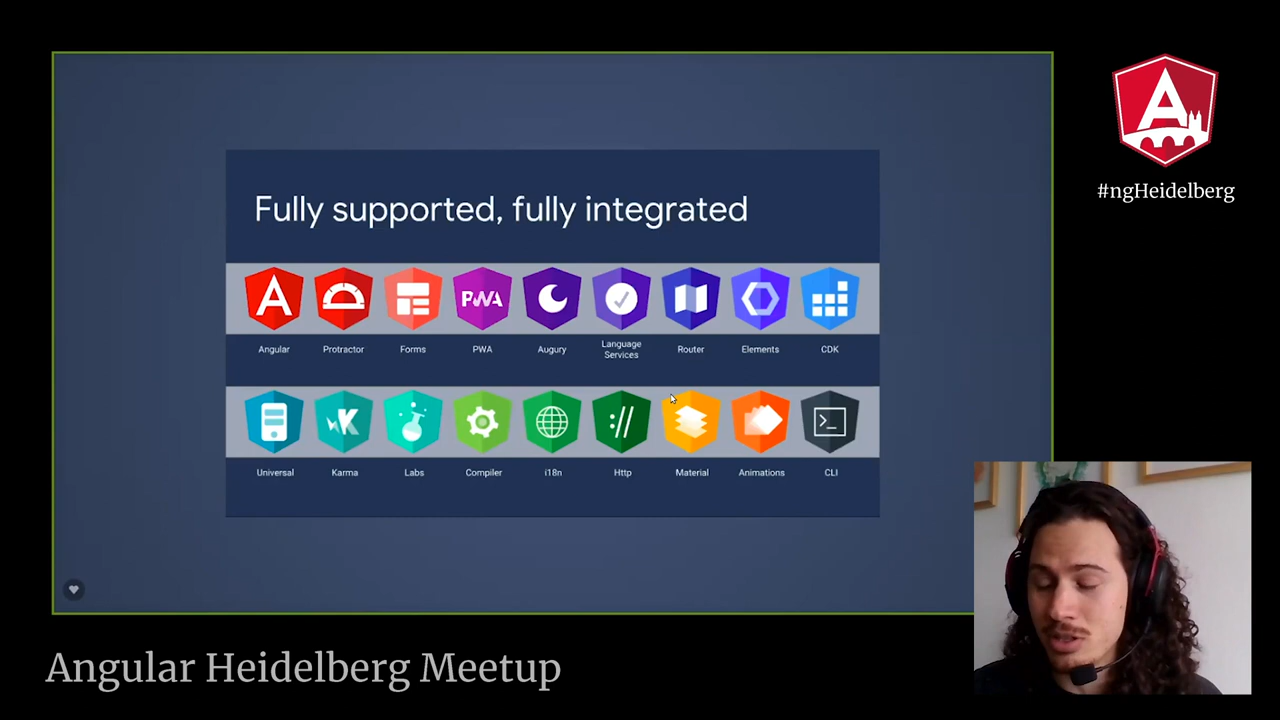 #ngHeidelberg
Fully supported, fully integrated
A
PWA
Angular
Protractor
Forms
PWA
Augury
Language
Services
Router
Elements
CDK
K
://
>_
Universal
Karma
Labs
Compiler
i18n
Http
Material
Animations
CLI
Angular Heidelberg Meetup